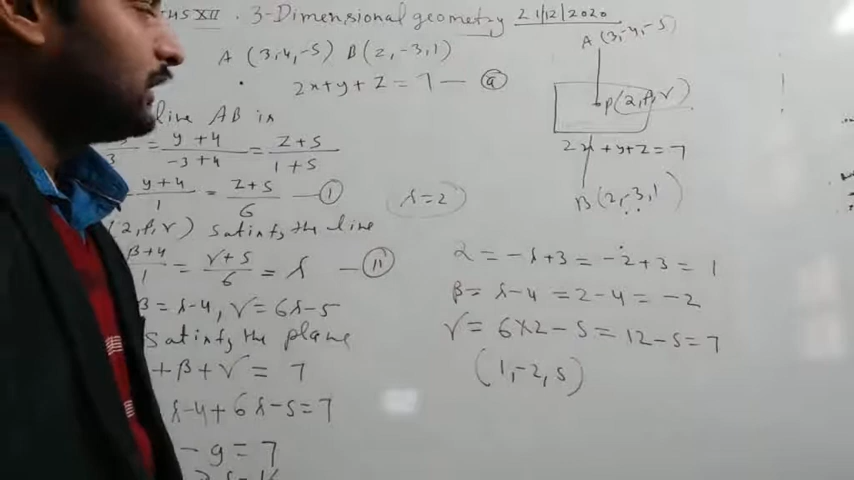 XII . 3-Dimensional geometry 21/12/2020
A (3,-4,-5) B(2,-3,1)
2x+y+z=7 — (a)
line AB is
= y+4/-3+4 = z+5/1+5
y+4/1 = z+5/6 — (1)
satisfy the line
β+4/1 = γ+5/6 = λ — (11)
β = λ-4, γ = 6λ-5
satisfy the plane
+β+γ = 7
λ-4+6λ-5=7
-9=7
λ=2
A (3,-4,-5)
P(2,β,γ)
2x+y+z=7
B(2,-3,1)
2 = -λ+3 = -2+3 = 1
β = λ-4 = 2-4 = -2
γ = 6×2-5 = 12-5=7
(1,-2,5)